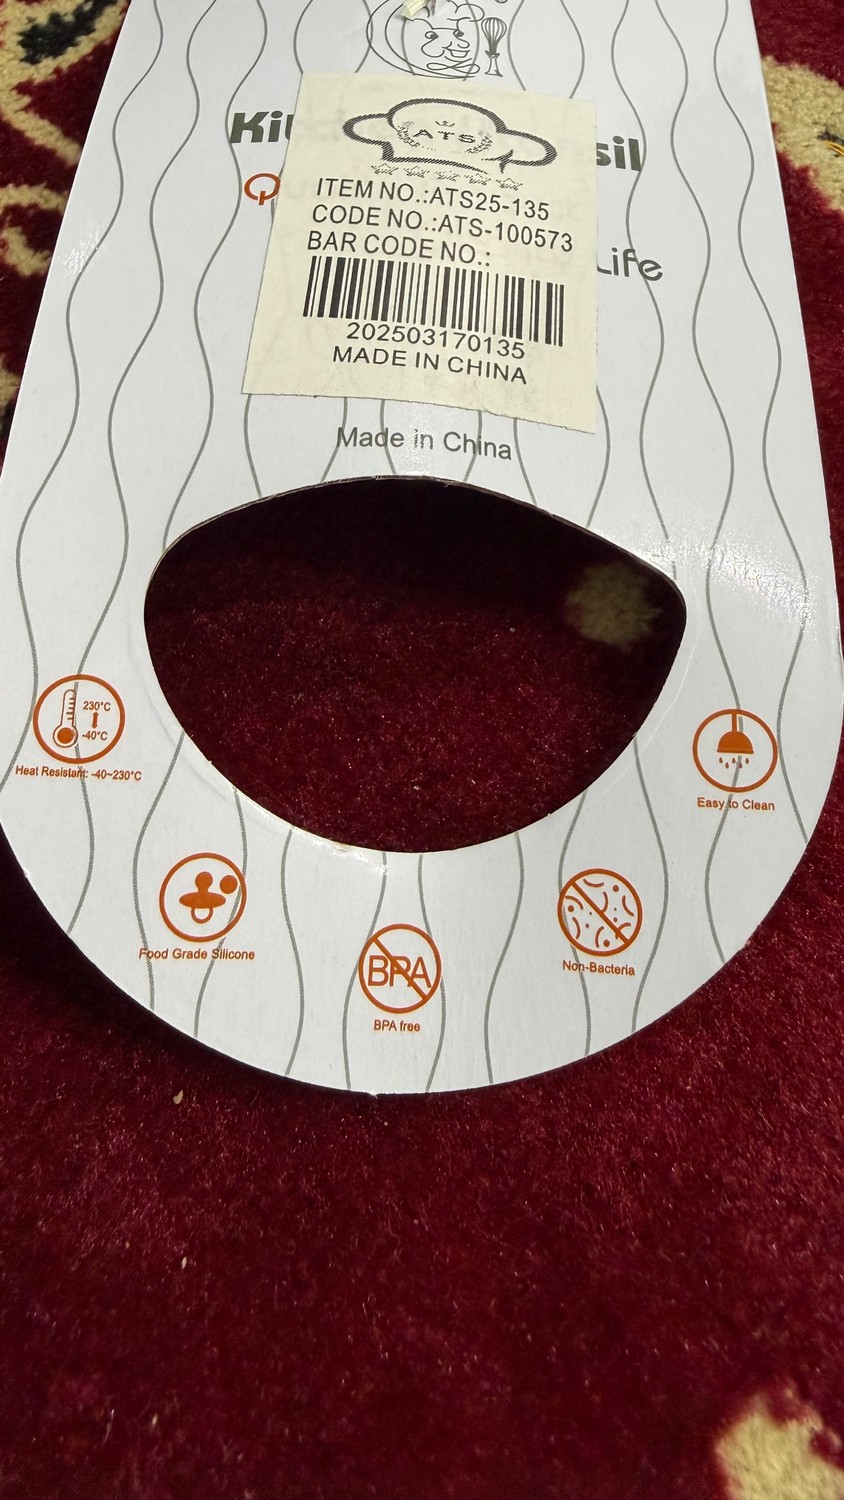 ATS
ITEM NO.:ATS25-135
CODE NO.:ATS-100573
BAR CODE NO.:
202503170135
MADE IN CHINA
Life
Made in China
230°C
-40°C
Heat Resistant: -40~230°C
Easy to Clean
Food Grade Silicone
Non-Bacteria
BPA
BPA free